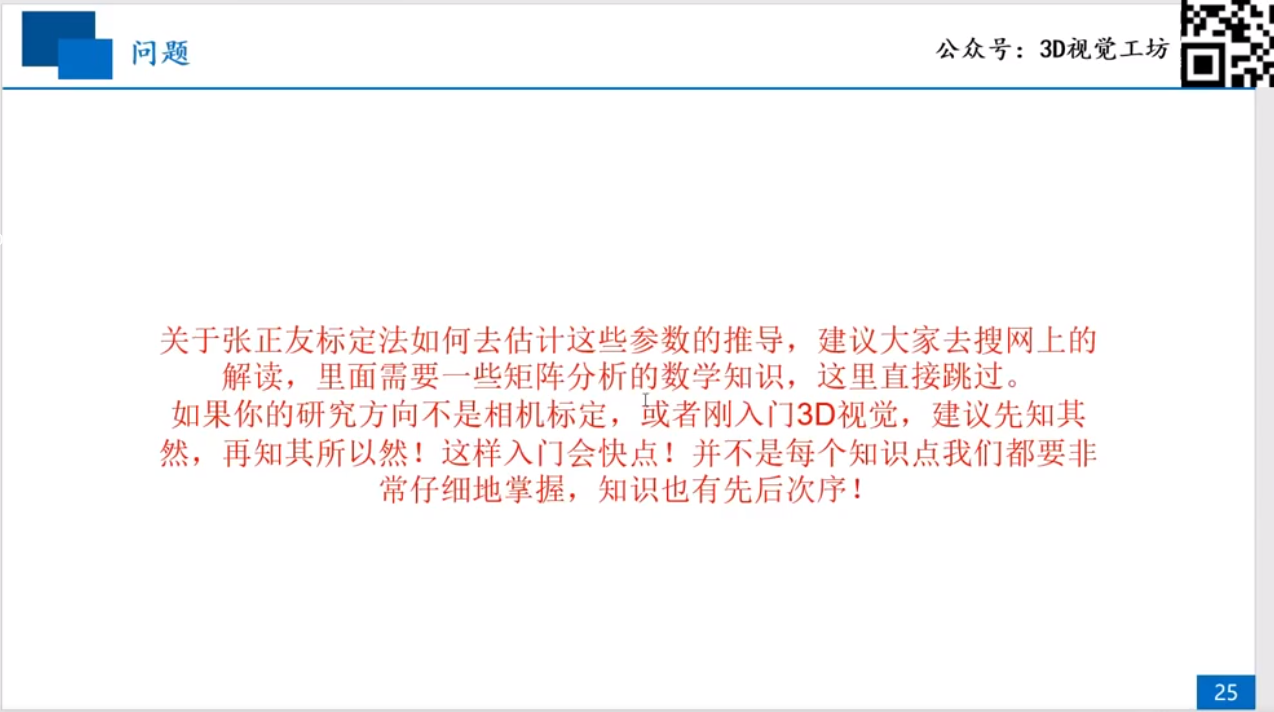 问题
公众号：3D视觉工坊
关于张正友标定法如何去估计这些参数的推导，建议大家去搜网上的
解读，里面需要一些矩阵分析的数学知识，这里直接跳过。
如果你的研究方向不是相机标定，或者刚入门3D视觉，建议先知其
然，再知其所以然！这样入门会快点！并不是每个知识点我们都要非
常仔细地掌握，知识也有先后次序！
25